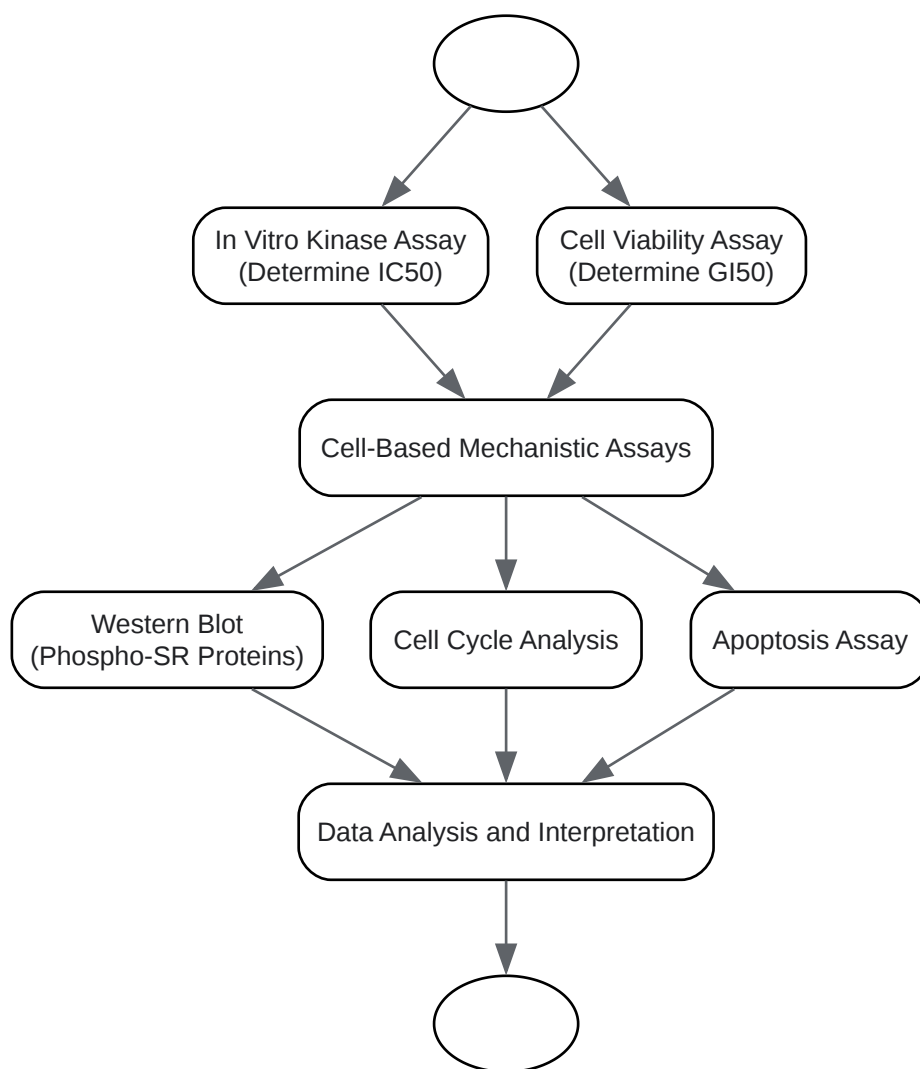 In Vitro Kinase Assay
(Determine IC50)
Cell Viability Assay
(Determine GI50)
Cell-Based Mechanistic Assays
Western Blot
(Phospho-SR Proteins)
Cell Cycle Analysis
Apoptosis Assay
Data Analysis and Interpretation